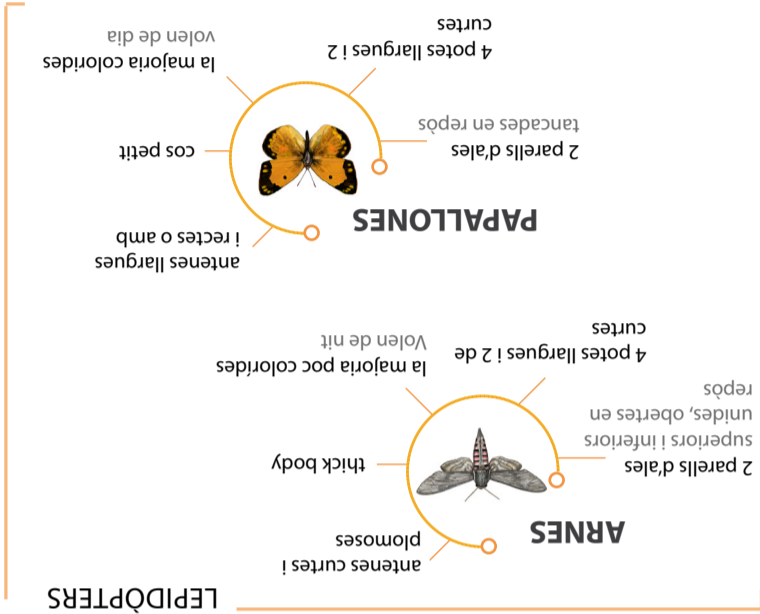 LEPIDÒPTERS
ARNES
antenes curtes i
plomoses
2 parells d'ales
superiors i inferiors
unides, obertes en
repòs
thick body
4 potes llargues i 2 de
curtes
la majoria poc colorides
Volen de nit
PAPALLONES
antenes llargues
i rectes o amb
2 parells d'ales
tancades en repòs
cos petit
4 potes llargues i 2
curtes
la majoria colorides
volen de dia